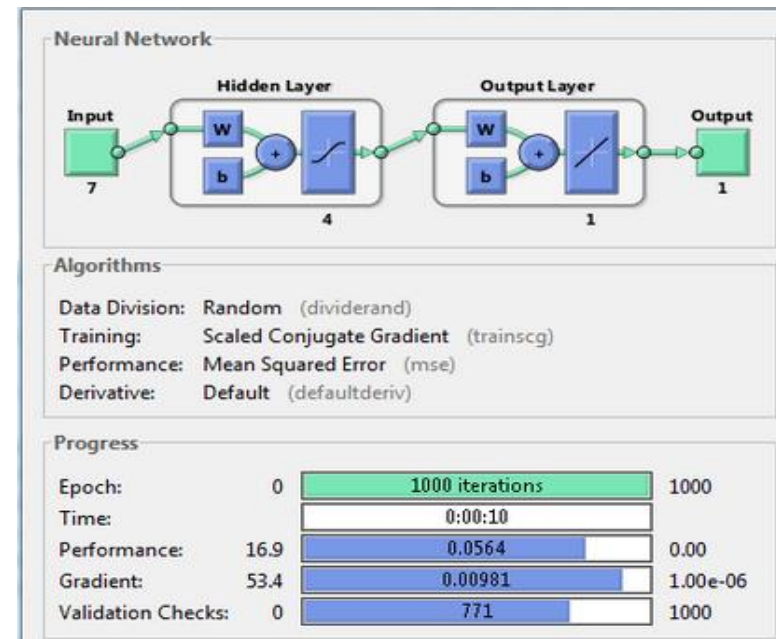 Neural Network
Hidden Layer Output Layer
Input Output
W W
+ +
b b
7 1
4 1
Algorithms
Data Division: Random (dividerand)
Training: Scaled Conjugate Gradient (trainscg)
Performance: Mean Squared Error (mse)
Derivative: Default (defaultderiv)
Progress
Epoch: 0 1000 iterations 1000
Time: 0:00:10
Performance: 16.9 0.0564 0.00
Gradient: 53.4 0.00981 1.00e-06
Validation Checks: 0 771 1000